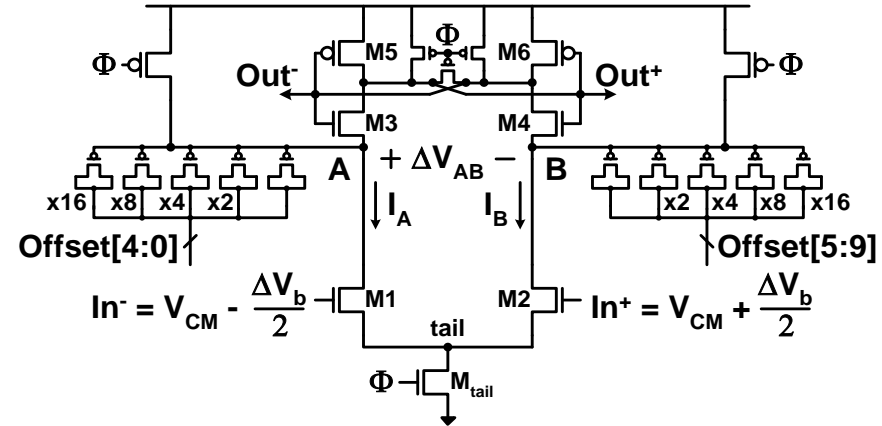 Φ
Φ M5 M6 Φ
Out- Out+
M3 M4
A + ΔV_AB − B
I_A I_B
x16 x8 x4 x2 x2 x4 x8 x16
Offset[4:0] Offset[5:9]
In- = V_CM - ΔV_b/2 M1 M2 In+ = V_CM + ΔV_b/2
tail
Φ M_tail